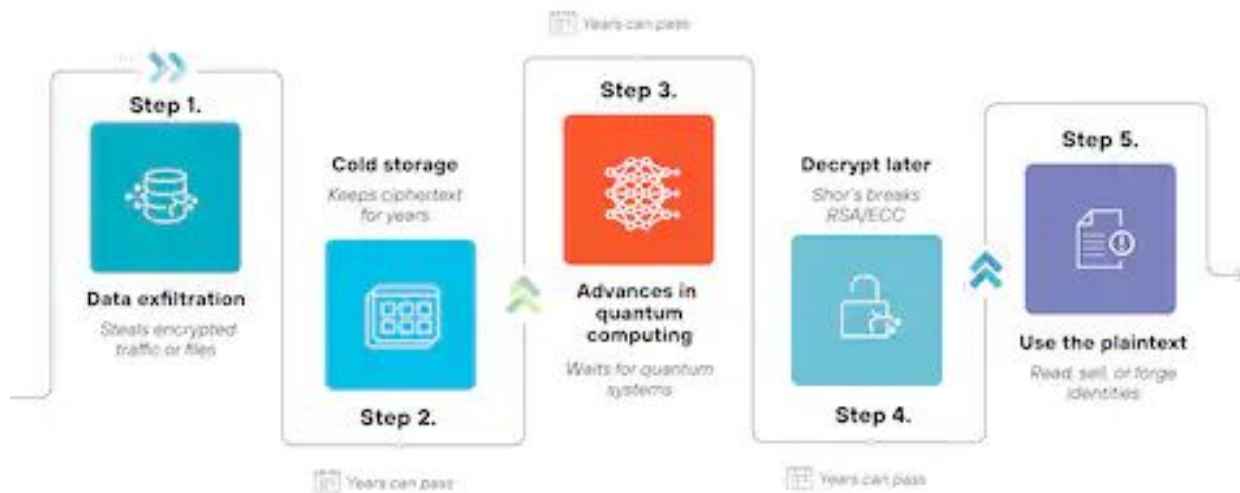 Years can pass
Step 1.
Data exfiltration
Steals encrypted
traffic or files
Cold storage
Keeps ciphertext
for years
Step 2.
Years can pass
Step 3.
Advances in
quantum
computing
Waits for quantum
systems
Decrypt later
Shor's breaks
RSA/ECC
Step 4.
Years can pass
Step 5.
Use the plaintext
Read, sell, or forge
identities